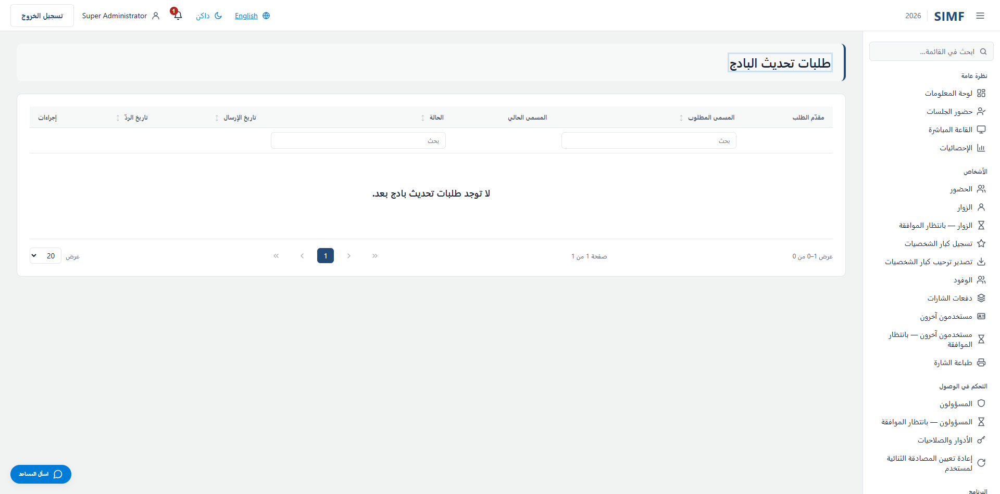 SIMF
2026
English
داكن
1
Super Administrator
تسجيل الخروج
ابحث في القائمة...
نظرة عامة
لوحة المعلومات
حضور الجلسات
القاعة المباشرة
الإحصائيات
الأشخاص
الحضور
الزوار
الزوار — بانتظار الموافقة
تسجيل كبار الشخصيات
تصدير ترحيب كبار الشخصيات
الوفود
دفعات الشارات
مستخدمون آخرون
مستخدمون آخرون — بانتظار
الموافقة
طباعة الشارة
التحكم في الوصول
المسؤولون
المسؤولون — بانتظار الموافقة
الأدوار والصلاحيات
إعادة تعيين المصادقة الثنائية
لمستخدم
البرنامج
طلبات تحديث البادج
مقدّم الطلب المسمى المطلوب المسمى الحالي الحالة تاريخ الإرسال تاريخ الردّ إجراءات
بحث بحث
لا توجد طلبات تحديث بادج بعد.
عرض 1–0 من 0
صفحة 1 من 1
1
عرض 20
اسأل المساعد